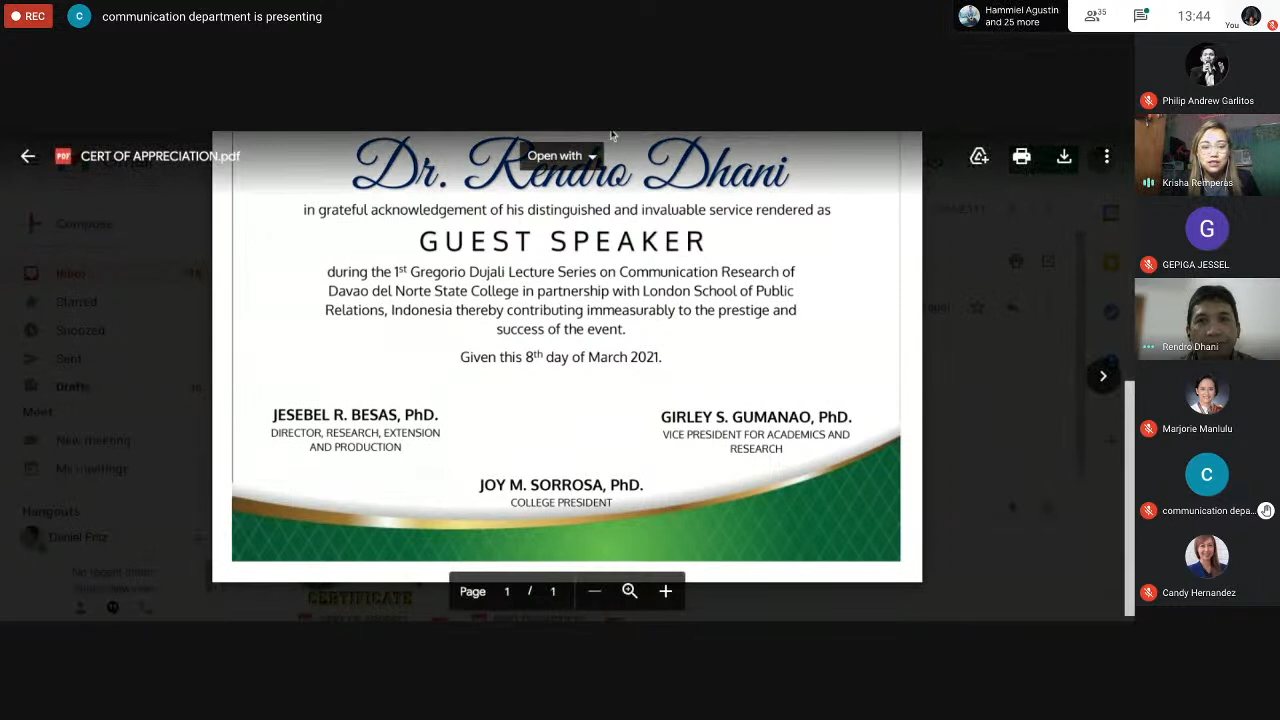 REC
C
communication department is presenting
Hammiel Agustin
and 25 more
35
13:44
You
PDF
CERT OF APPRECIATION.pdf
Open with
Dr. Rendro Dhani
in grateful acknowledgement of his distinguished and invaluable service rendered as
GUEST SPEAKER
during the 1st Gregorio Dujali Lecture Series on Communication Research of
Davao del Norte State College in partnership with London School of Public
Relations, Indonesia thereby contributing immeasurably to the prestige and
success of the event.
Given this 8th day of March 2021.
JESEBEL R. BESAS, PhD.
DIRECTOR, RESEARCH, EXTENSION
AND PRODUCTION
GIRLEY S. GUMANAO, PhD.
VICE PRESIDENT FOR ACADEMICS AND
RESEARCH
JOY M. SORROSA, PhD.
COLLEGE PRESIDENT
Page 1 / 1
Compose
Inbox
Starred
Snoozed
Sent
Drafts
Meet
New meeting
My meetings
Hangouts
No recent
CERTIFICATE
Philip Andrew Garlitos
Krisha Remperas
G
GEPIGA JESSEL
Rendro Dhani
Marjorie Manlulu
C
communication depa...
Candy Hernandez